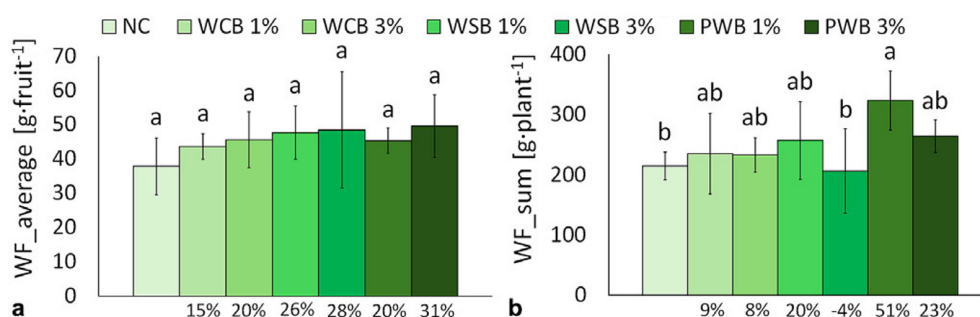 NC WCB 1% WCB 3% WSB 1% WSB 3% PWB 1% PWB 3%
WF_average [g·fruit⁻¹]
70
60
50
40
30
20
10
0
a a a a a a a
15% 20% 26% 28% 20% 31%
a
WF_sum [g·plant⁻¹]
400
300
200
100
0
b ab ab ab b a ab
9% 8% 20% -4% 51% 23%
b